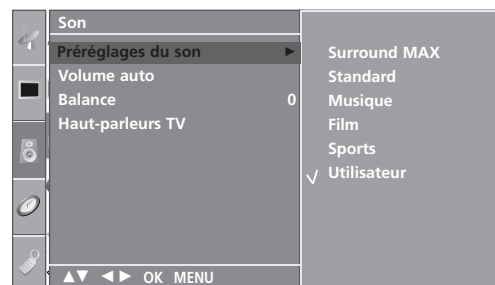 Son
Préréglages du son ►
Volume auto
Balance 0
Haut-parleurs TV
▲▼ ◄► OK MENU
Surround MAX
Standard
Musique
Film
Sports
√ Utilisateur